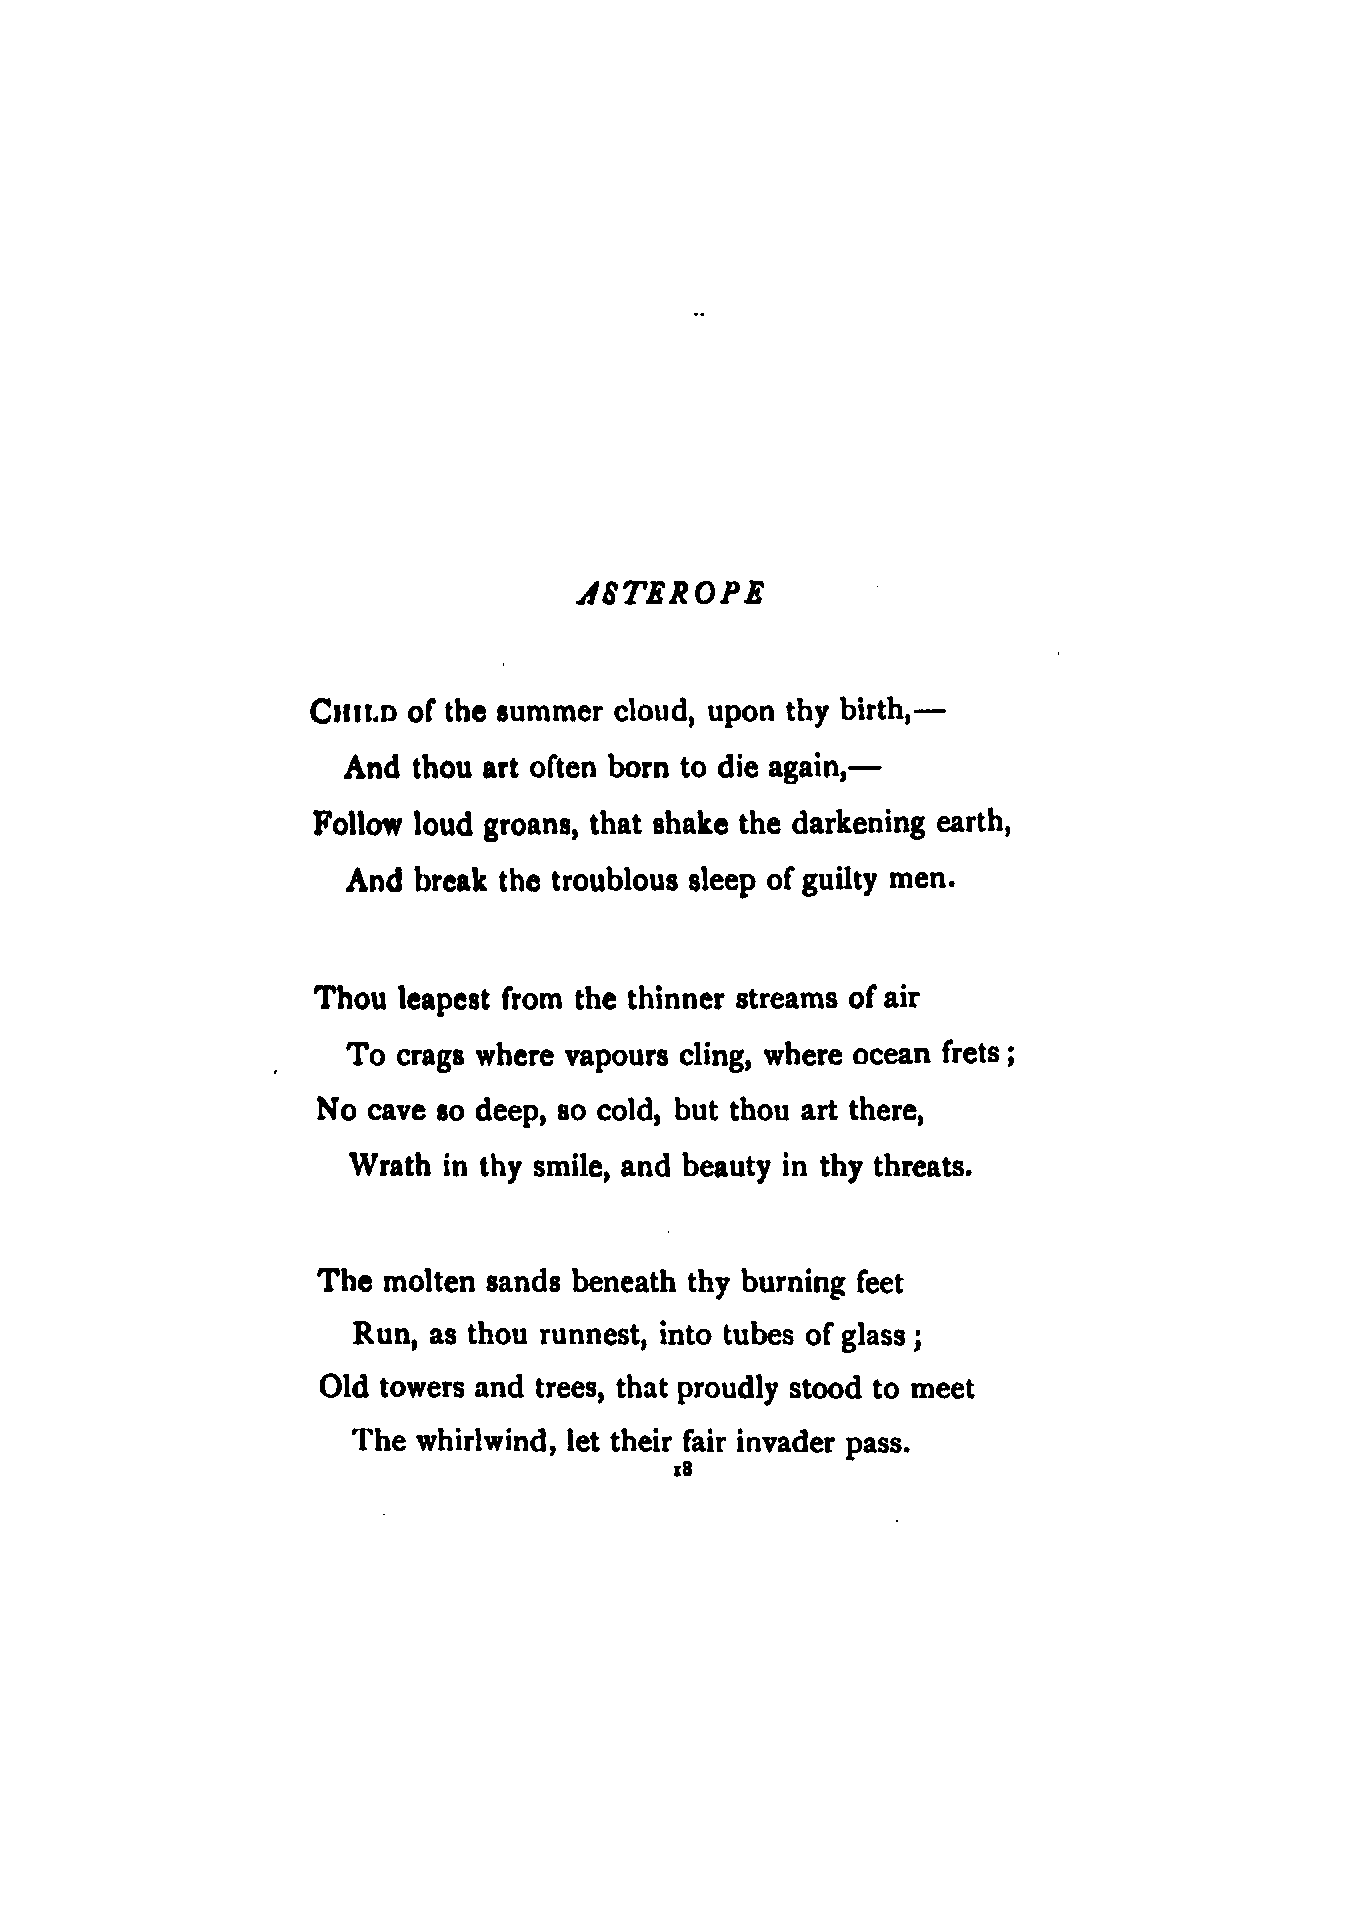 ASTEROPE
CHILD of the summer cloud, upon thy birth,—
And thou art often born to die again,—
Follow loud groans, that shake the darkening earth,
And break the troublous sleep of guilty men.
Thou leapest from the thinner streams of air
To crags where vapours cling, where ocean frets;
No cave so deep, so cold, but thou art there,
Wrath in thy smile, and beauty in thy threats.
The molten sands beneath thy burning feet
Run, as thou runnest, into tubes of glass;
Old towers and trees, that proudly stood to meet
The whirlwind, let their fair invader pass.
18